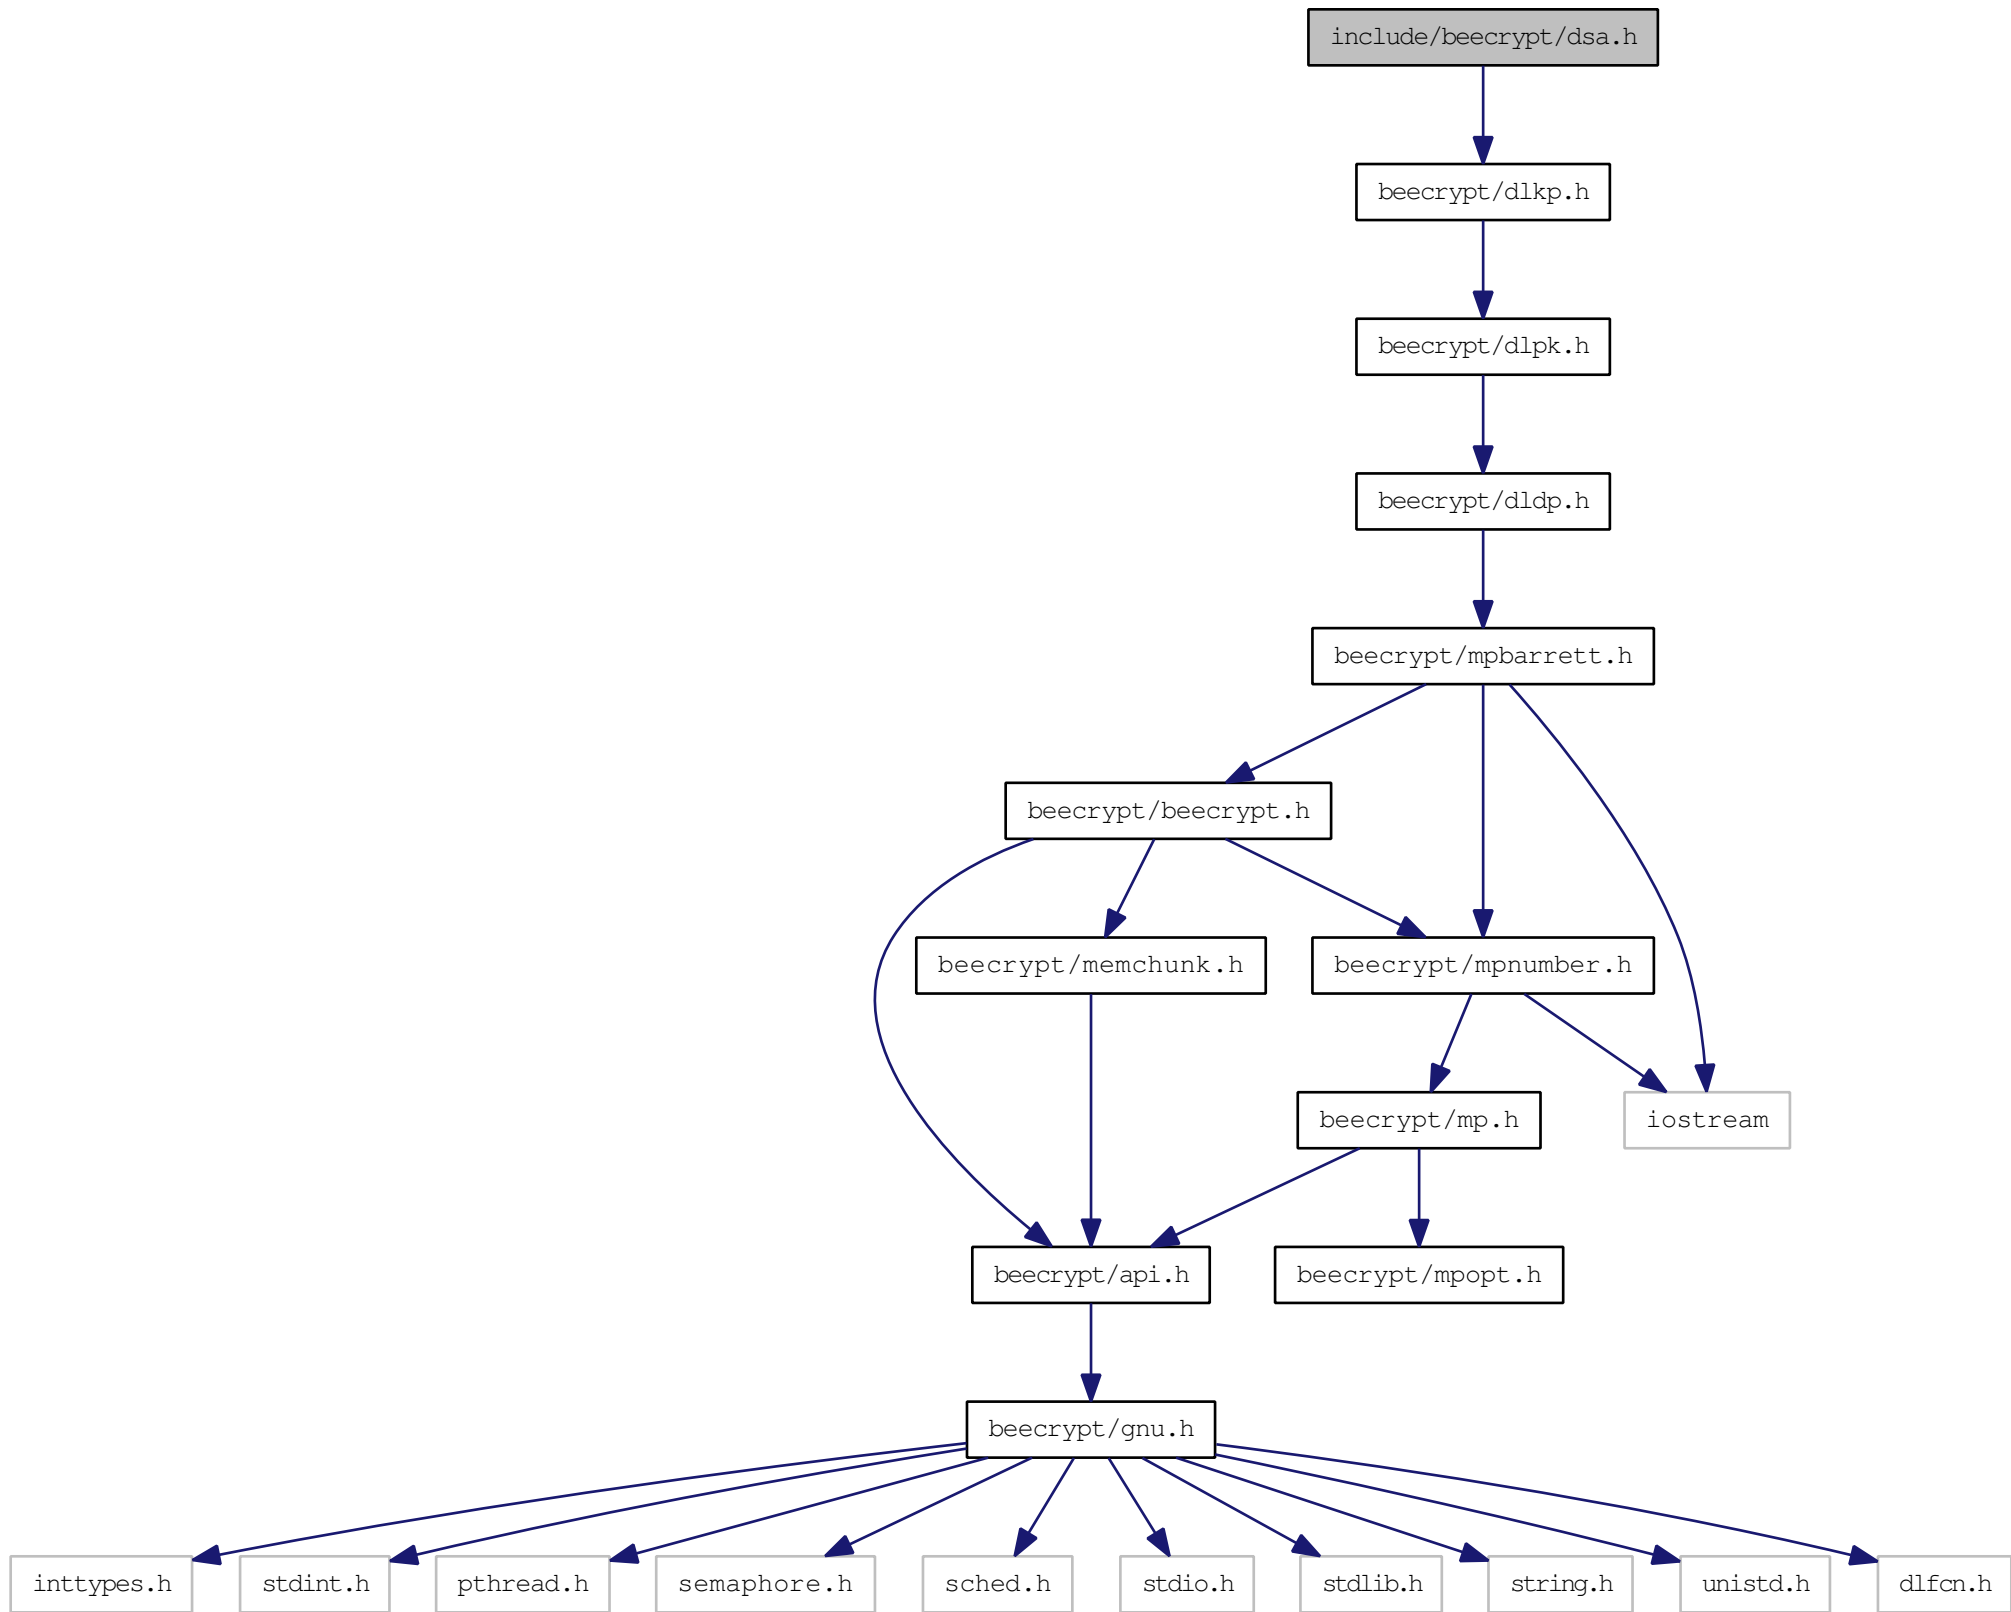 include/beecrypt/dsa.h
beecrypt/dlkp.h
beecrypt/dlpk.h
beecrypt/dldp.h
beecrypt/mpbarrett.h
beecrypt/beecrypt.h
beecrypt/memchunk.h
beecrypt/mpnumber.h
beecrypt/mp.h
iostream
beecrypt/api.h
beecrypt/mpopt.h
beecrypt/gnu.h
inttypes.h
stdint.h
pthread.h
semaphore.h
sched.h
stdio.h
stdlib.h
string.h
unistd.h
dlfcn.h